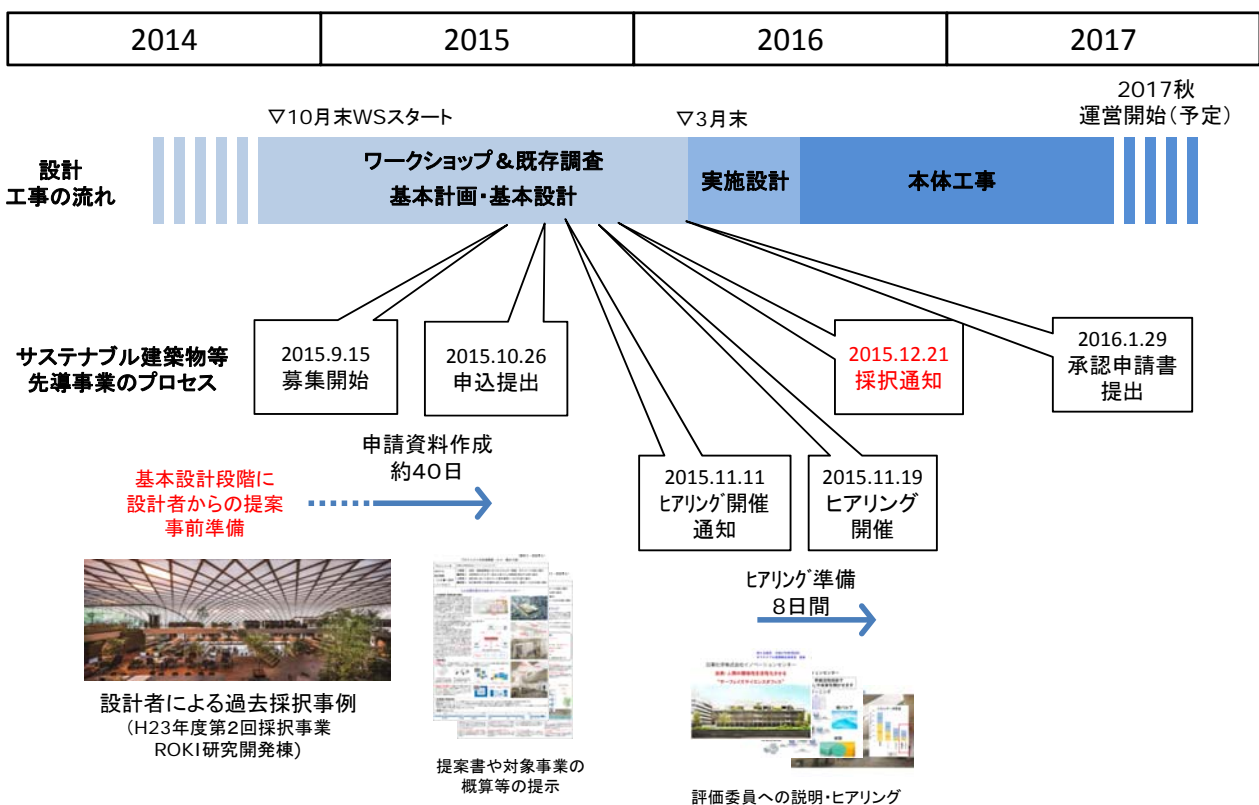 2014
2015
2016
2017
▽10月末WSスタート
▽3月末
2017秋
運営開始(予定)
設計
工事の流れ
ワークショップ&既存調査
基本計画・基本設計
実施設計
本体工事
サステナブル建築物等
先導事業のプロセス
2015.9.15
募集開始
2015.10.26
申込提出
2015.12.21
採択通知
2016.1.29
承認申請書
提出
申請資料作成
約40日
2015.11.11
ヒアリング開催
通知
2015.11.19
ヒアリング
開催
基本設計段階に
設計者からの提案
事前準備
ヒアリング準備
8日間
設計者による過去採択事例
(H23年度第2回採択事業
ROKI研究開発棟)
提案書や対象事業の
概算等の提示
評価委員への説明・ヒアリング